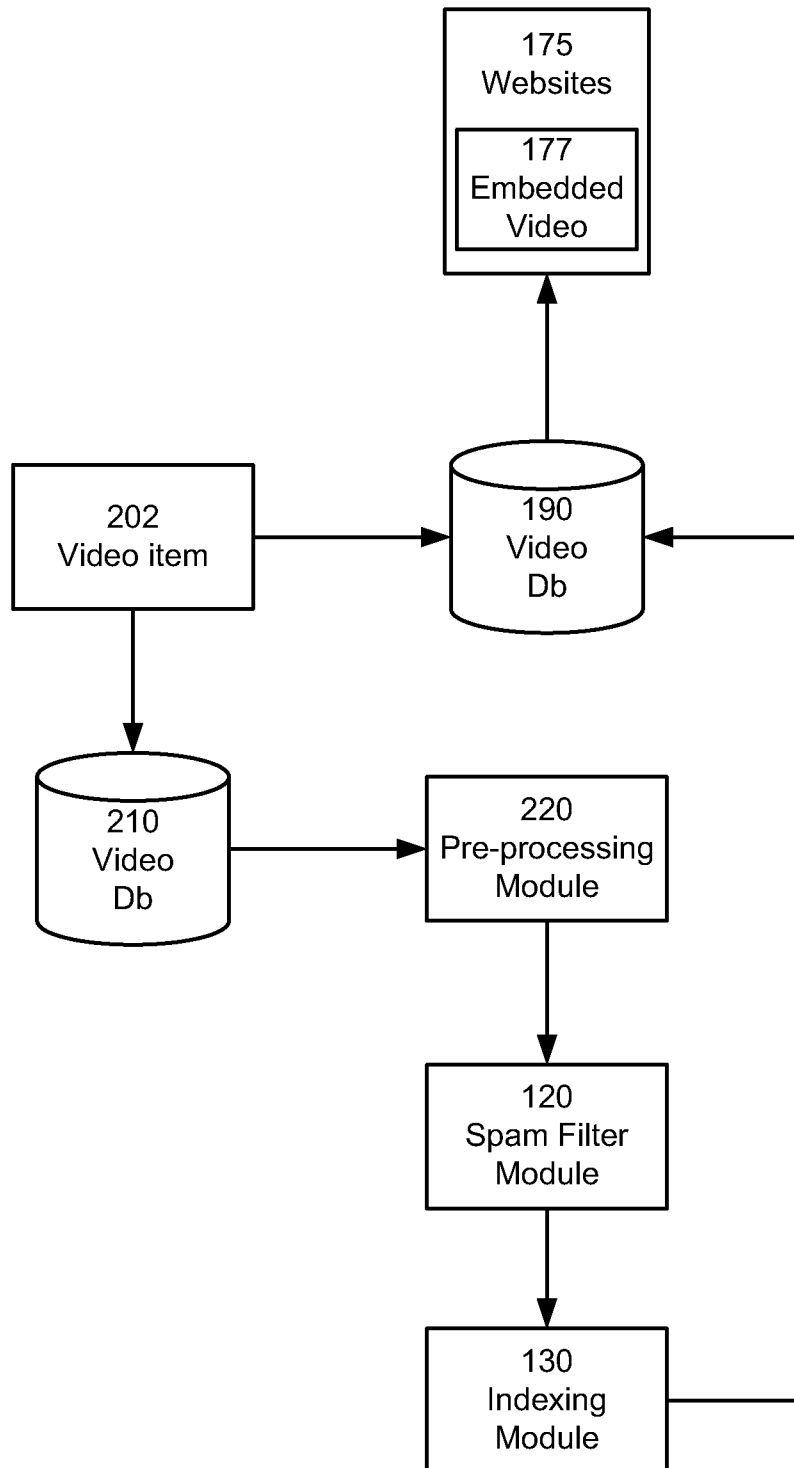 175
Websites
177
Embedded
Video
202
Video item
190
Video
Db
210
Video
Db
220
Pre-processing
Module
120
Spam Filter
Module
130
Indexing
Module